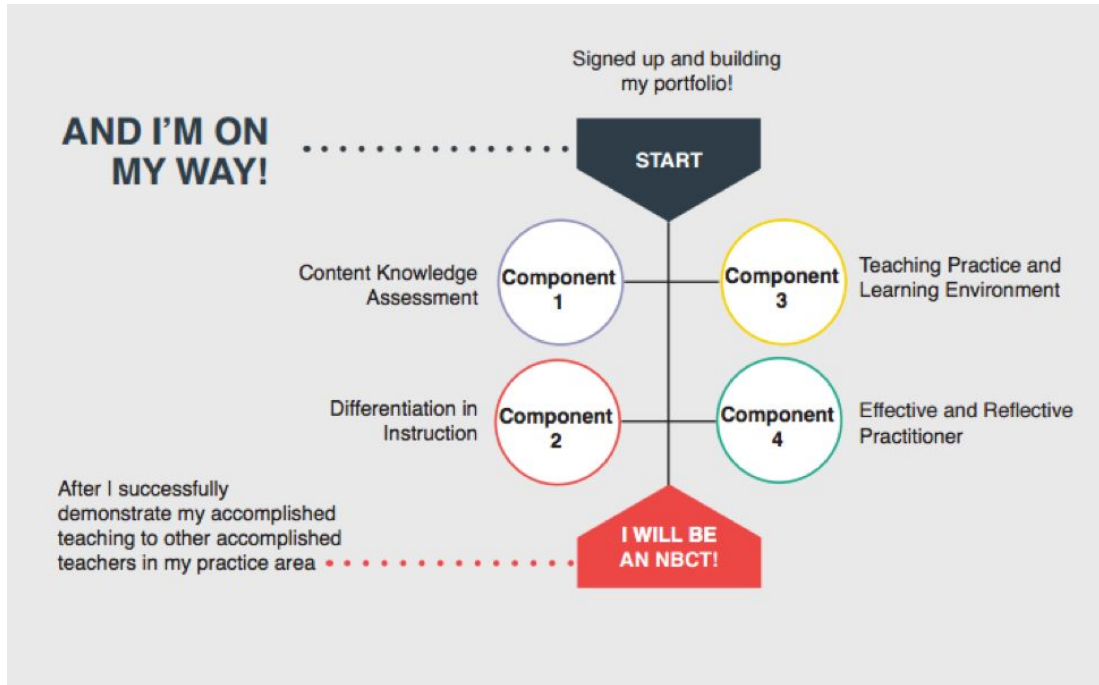 Signed up and building
my portfolio!
AND I'M ON
MY WAY!
START
Content Knowledge
Assessment
Component
1
Component
3
Teaching Practice and
Learning Environment
Differentiation in
Instruction
Component
2
Component
4
Effective and Reflective
Practitioner
After I successfully
demonstrate my accomplished
teaching to other accomplished
teachers in my practice area
I WILL BE
AN NBCT!